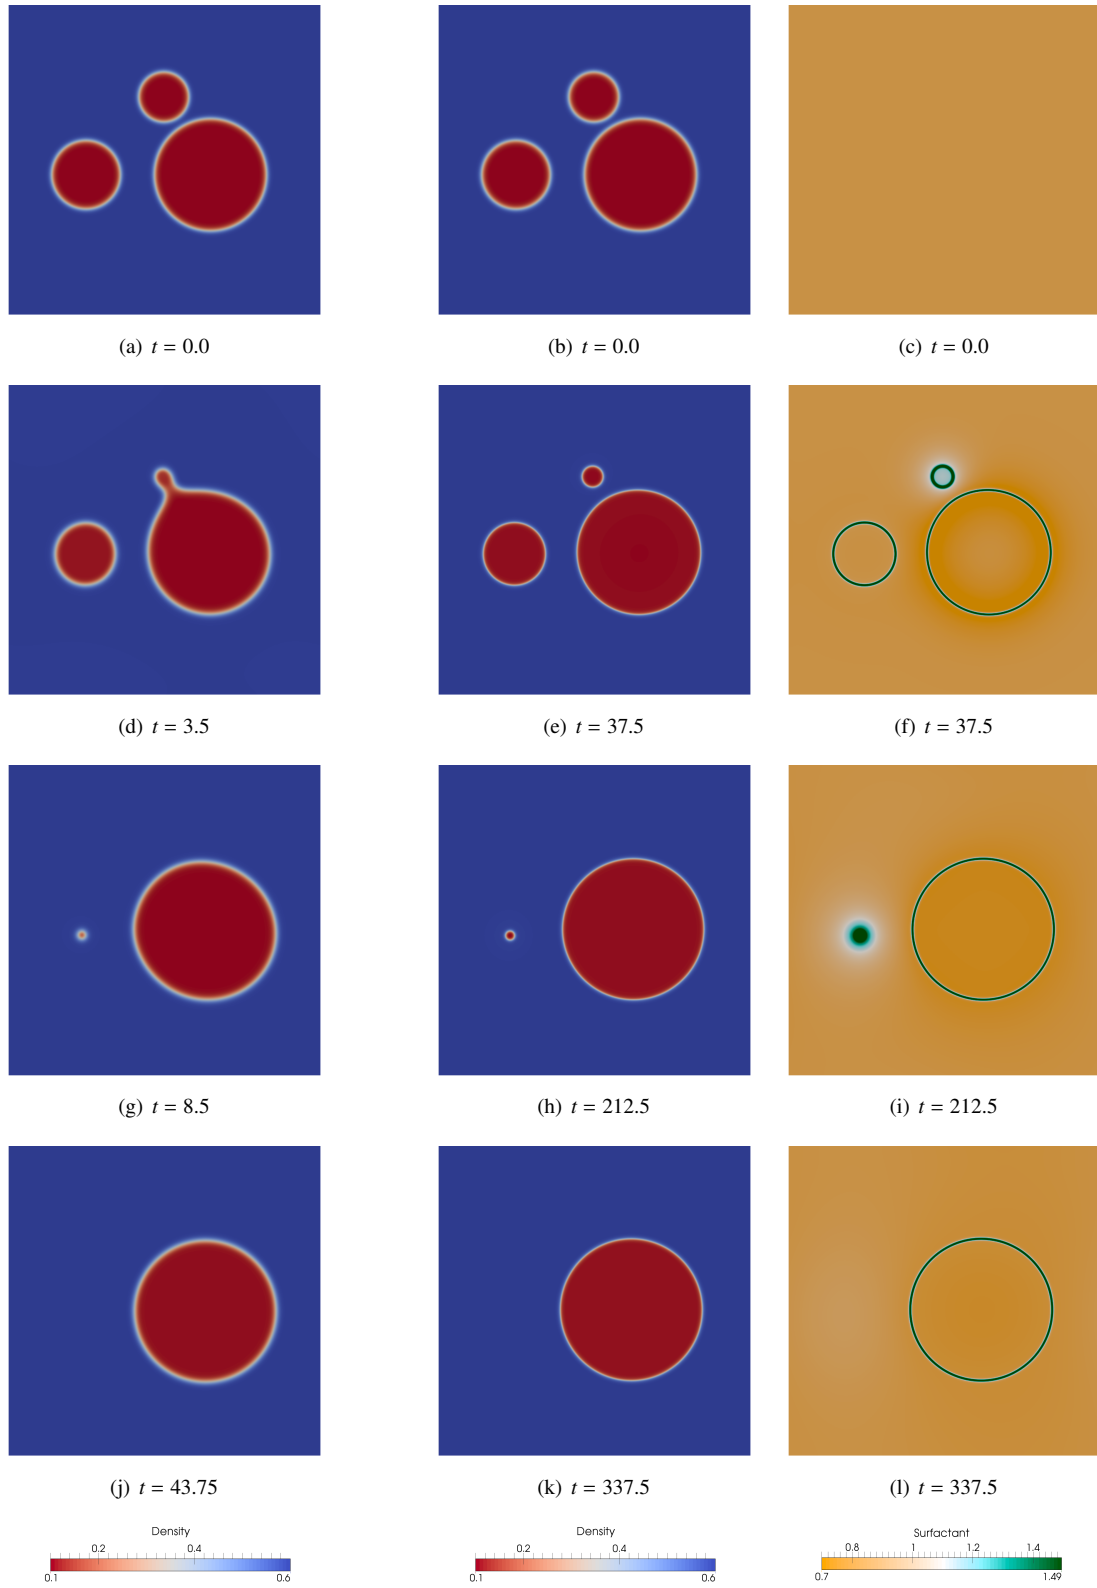 (a) t = 0.0 (b) t = 0.0 (c) t = 0.0
(d) t = 3.5 (e) t = 37.5 (f) t = 37.5
(g) t = 8.5 (h) t = 212.5 (i) t = 212.5
(j) t = 43.75 (k) t = 337.5 (l) t = 337.5
Density Density Surfactant
0.2 0.4 0.2 0.4 0.8 1 1.2 1.4
0.1 0.6 0.1 0.6 0.7 1.49